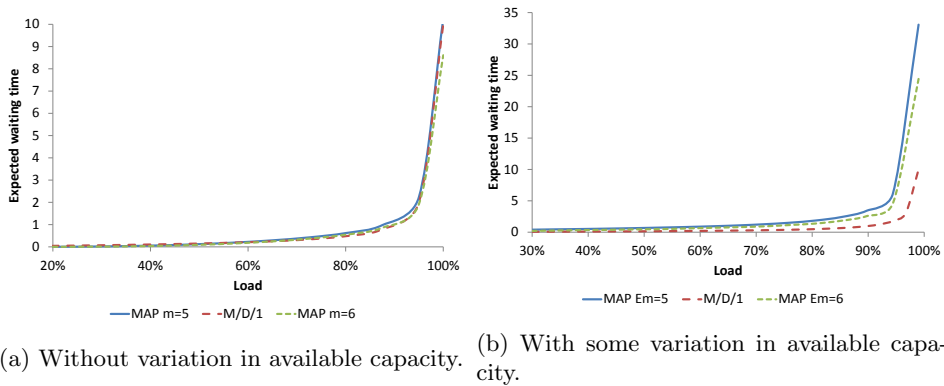 Expected waiting time
10
9
8
7
6
5
4
3
2
1
0
20% 40% 60% 80% 100%
Load
MAP m=5 M/D/1 MAP m=6
(a) Without variation in available capacity.
Expected waiting time
35
30
25
20
15
10
5
0
30% 40% 50% 60% 70% 80% 90% 100%
Load
MAP Em=5 M/D/1 MAP Em=6
(b) With some variation in available capa-
city.